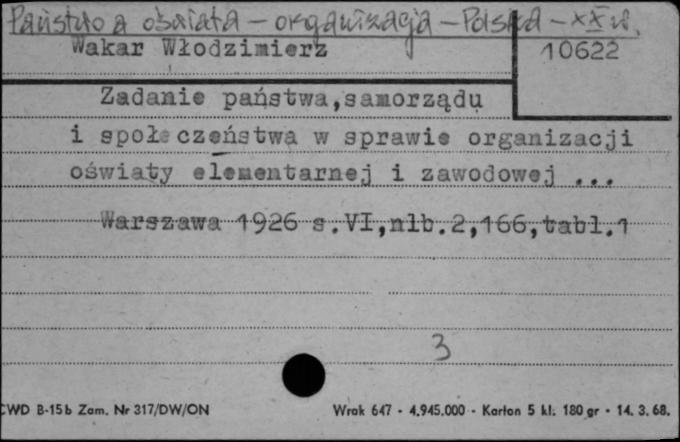 Państwo a oświata - organizacja - Polska - XX w.
Wakar Włodzimierz
10622
Zadanie państwa,samorządu
i społeczeństwa w sprawie organizacji
oświaty elementarnej i zawodowej ...
Warszawa 1926 s.VI,nlb.2,166,tabl.1
3
CWD B-15b Zam. Nr 317/DW/ON
Wrak 647 - 4.945.000 - Karton 5 kl. 180 gr - 14. 3. 68.